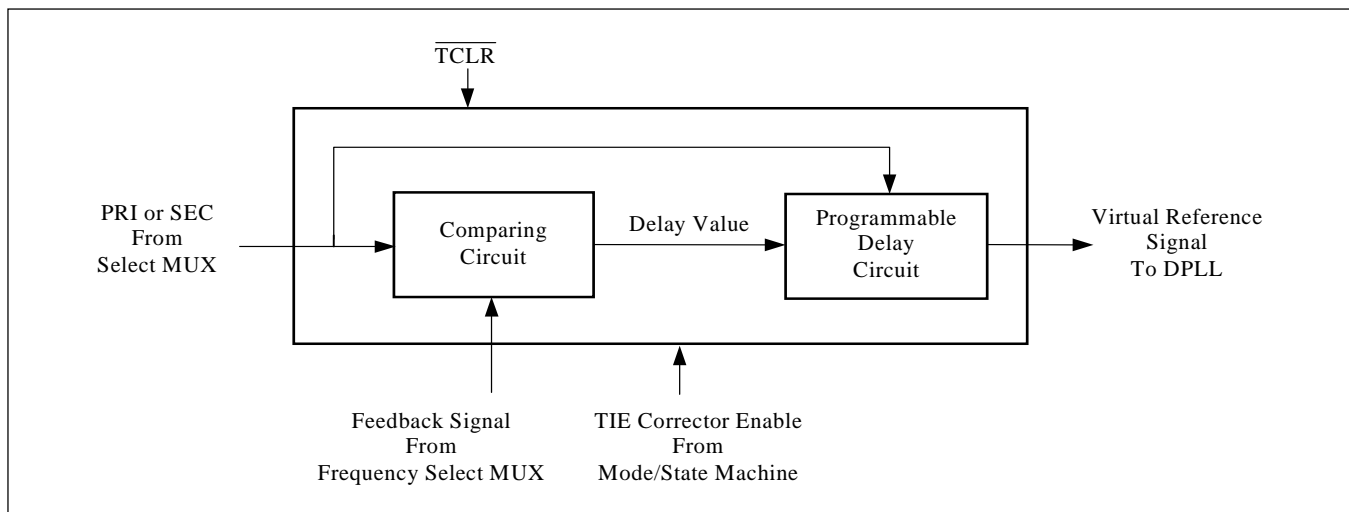 TCLR
PRI or SEC
From
Select MUX
Comparing
Circuit
Delay Value
Programmable
Delay
Circuit
Virtual Reference
Signal
To DPLL
Feedback Signal
From
Frequency Select MUX
TIE Corrector Enable
From
Mode/State Machine